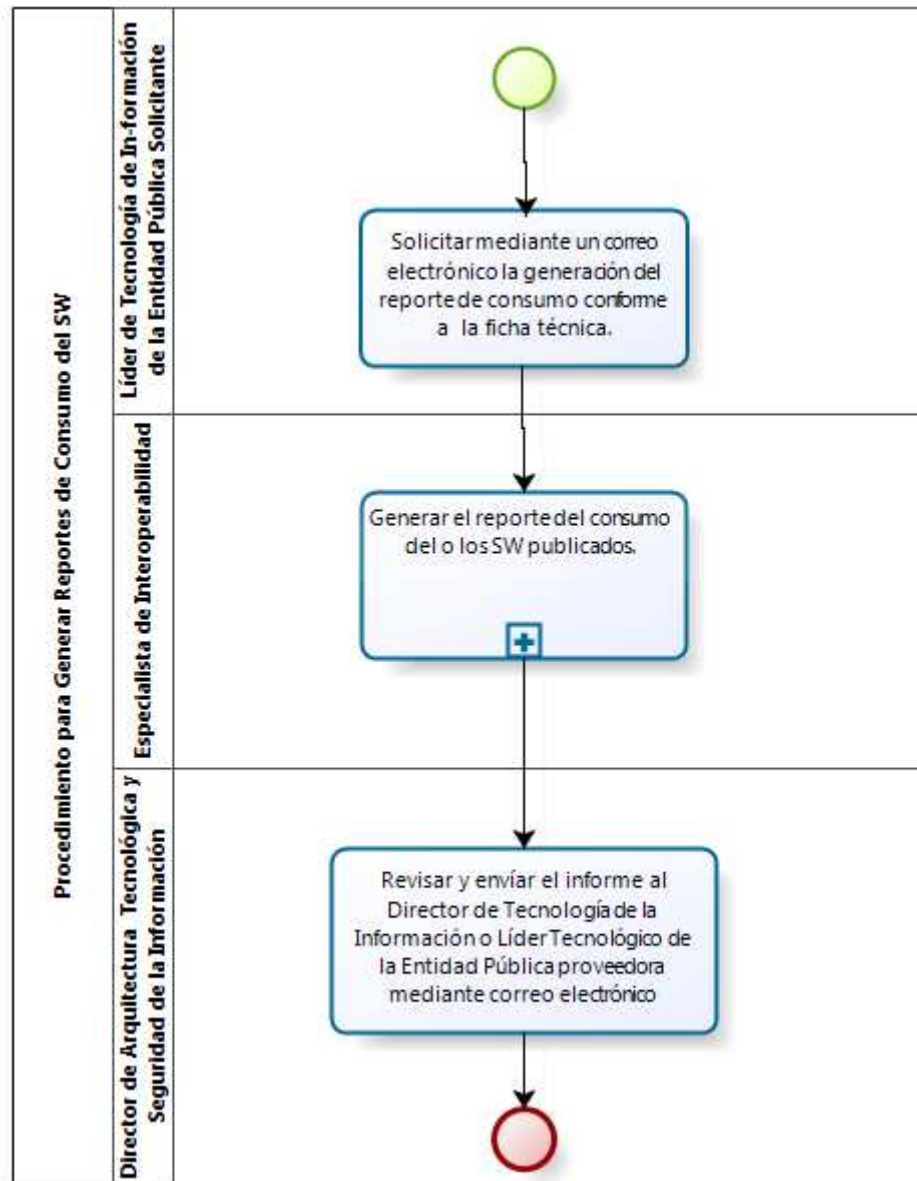 Procedimiento para Generar Reportes de Consumo del SW
Líder de Tecnología de In-formación
de la Entidad Pública Solicitante
Solicitar mediante un correo
electrónico la generación del
reporte de consumo conforme
a la ficha técnica.
Especialista de Interoperabilidad
Generar el reporte del consumo
del o los SW publicados.
Director de Arquitectura Tecnológica y
Seguridad de la Información
Revisar y envíar el informe al
Director de Tecnología de la
Información o Líder Tecnológico de
la Entidad Pública proveedora
mediante correo electrónico